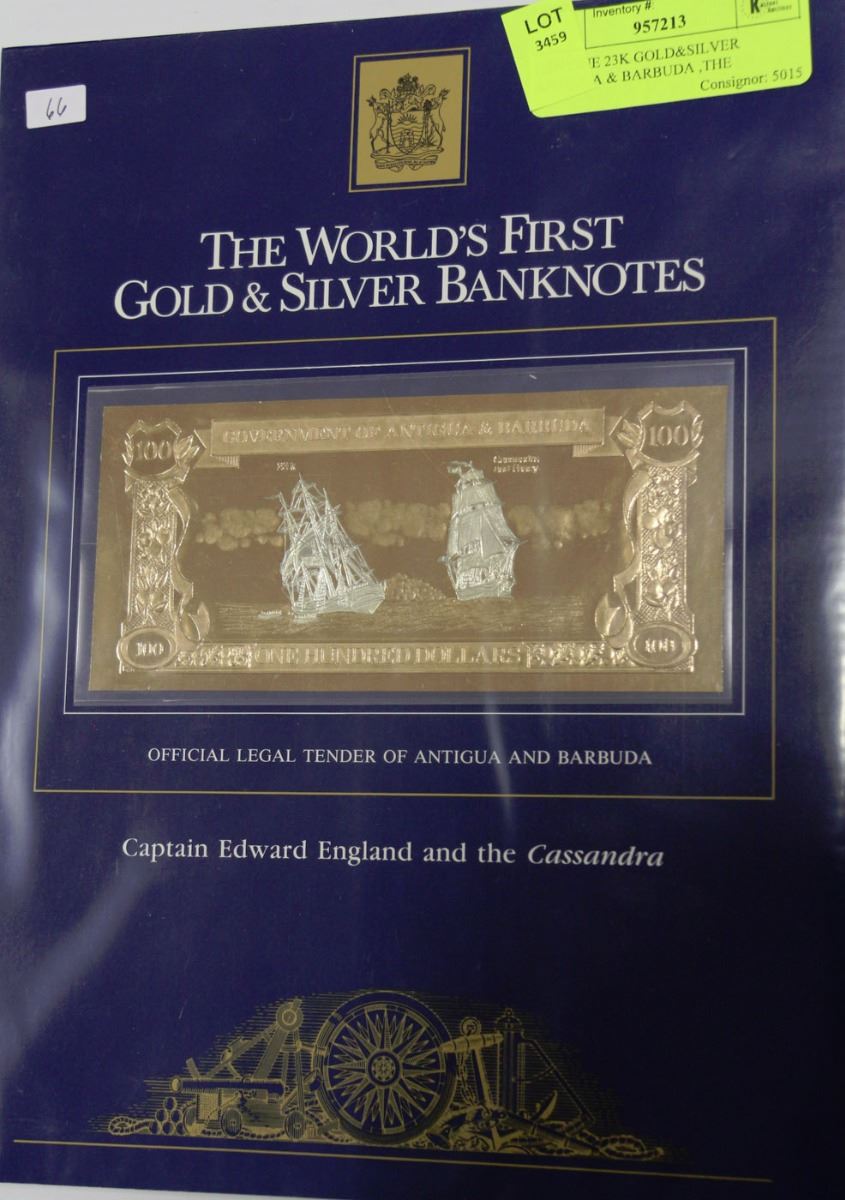 LOT
3459
Inventory #:
957213
E 23K GOLD&SILVER
A & BARBUDA ,THE
Consignor: 5015
66
THE WORLD'S FIRST
GOLD & SILVER BANKNOTES
100
GOVERNMENT OF ANTIGUA & BARBUDA
100
100
ONE HUNDRED DOLLARS
100
OFFICIAL LEGAL TENDER OF ANTIGUA AND BARBUDA
Captain Edward England and the Cassandra